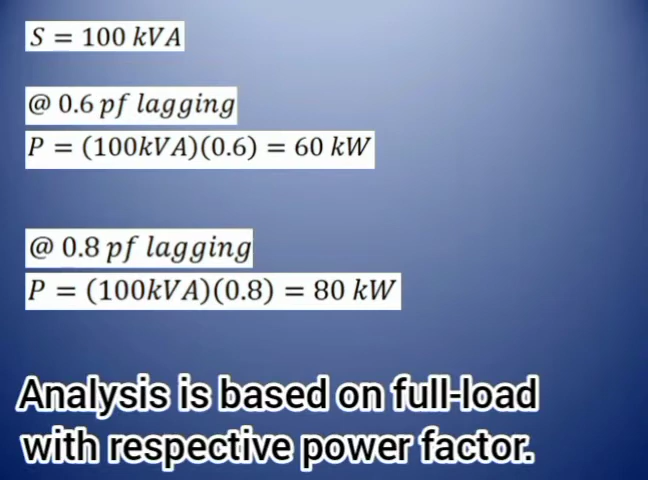 S = 100 kVA
@ 0.6 pf lagging
P = (100kVA)(0.6) = 60 kW
@ 0.8 pf lagging
P = (100kVA)(0.8) = 80 kW
Analysis is based on full-load
with respective power factor.